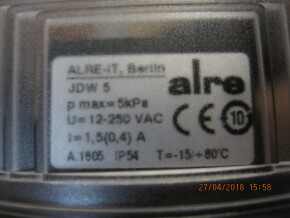 ALRE-IT, Berlin
alre
JDW 5
p max=5kPa
U=12-250 VAC
I=1,5(0,4) A
CE 10
A.1605 IP54 T=-15/+80°C
27/04/2018 15:58